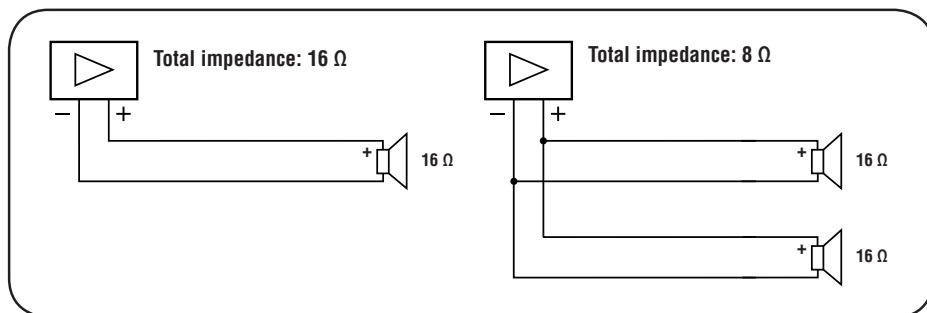 Total impedance: 16 Ω
− +
+
16 Ω
Total impedance: 8 Ω
− +
+
16 Ω
+
16 Ω